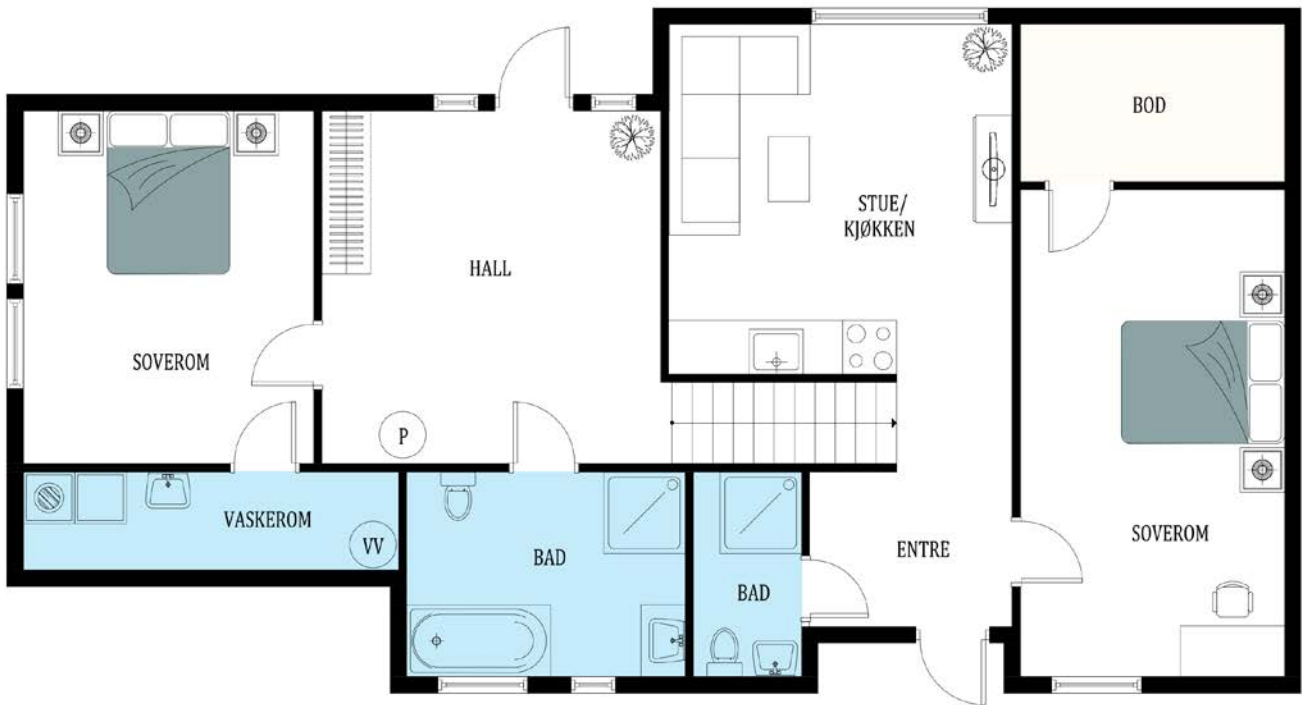 BOD
STUE/
KJØKKEN
HALL
SOVEROM
P
VASKEROM
VV
BAD
BAD
ENTRE
SOVEROM